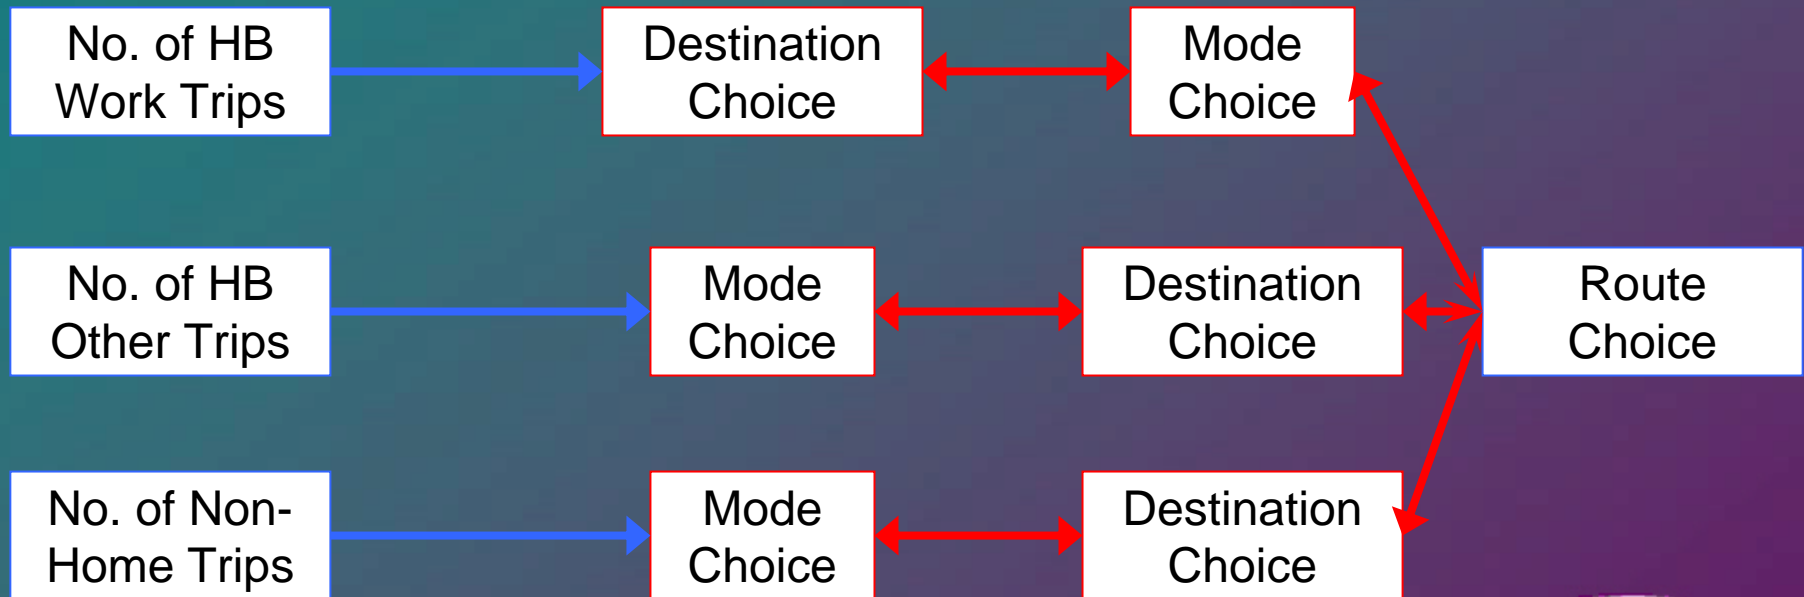 No. of HB
Work Trips
Destination
Choice
Mode
Choice
No. of HB
Other Trips
Mode
Choice
Destination
Choice
Route
Choice
No. of Non-
Home Trips
Mode
Choice
Destination
Choice